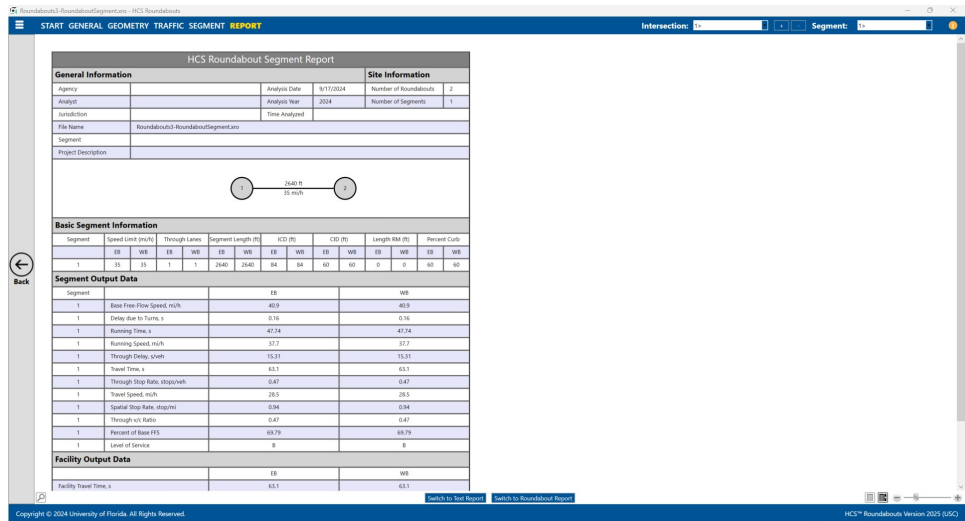 Roundabouts3-RoundaboutSegment.xro - HCS Roundabouts
START GENERAL GEOMETRY TRAFFIC SEGMENT REPORT Intersection: 1> + - Segment: 1>
HCS Roundabout Segment Report
General Information Site Information
Agency Analysis Date 9/17/2024 Number of Roundabouts 2
Analyst Analysis Year 2024 Number of Segments 1
Jurisdiction Time Analyzed
File Name Roundabouts3-RoundaboutSegment.xro
Segment
Project Description
1 2640 ft 2
35 mi/h
Basic Segment Information
Segment Speed Limit (mi/h) Through Lanes Segment Length (ft) ICD (ft) CID (ft) Length RM (ft) Percent Curb
EB WB EB WB EB WB EB WB EB WB EB WB EB WB
1 35 35 1 1 2640 2640 84 84 60 60 0 0 60 60
Back
Segment Output Data
Segment EB WB
1 Base Free-Flow Speed, mi/h 40.9 40.9
1 Delay due to Turns, s 0.16 0.16
1 Running Time, s 47.74 47.74
1 Running Speed, mi/h 37.7 37.7
1 Through Delay, s/veh 15.31 15.31
1 Travel Time, s 63.1 63.1
1 Through Stop Rate, stops/veh 0.47 0.47
1 Travel Speed, mi/h 28.5 28.5
1 Spatial Stop Rate, stop/mi 0.94 0.94
1 Through v/c Ratio 0.47 0.47
1 Percent of Base FFS 69.79 69.79
1 Level of Service B B
Facility Output Data
EB WB
Facility Travel Time, s 63.1 63.1
Switch to Text Report Switch to Roundabout Report
Copyright © 2024 University of Florida. All Rights Reserved. HCS™ Roundabouts Version 2025 (USC)